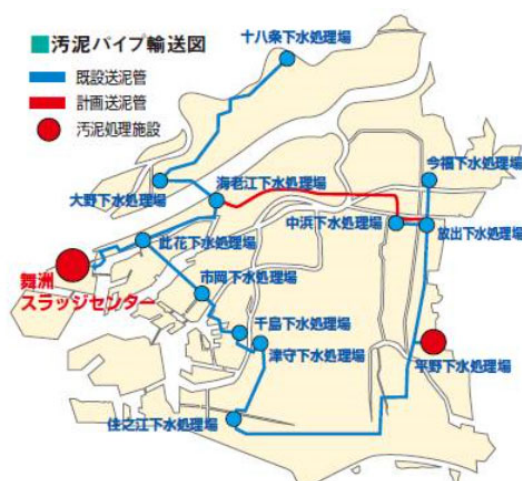 汚泥パイプ輸送図
既設送泥管
計画送泥管
汚泥処理施設
十八条下水処理場
今福下水処理場
海老江下水処理場
大野下水処理場
中浜下水処理場
放出下水処理場
此花下水処理場
舞洲
スラッジセンター
市岡下水処理場
千島下水処理場
津守下水処理場
平野下水処理場
住之江下水処理場